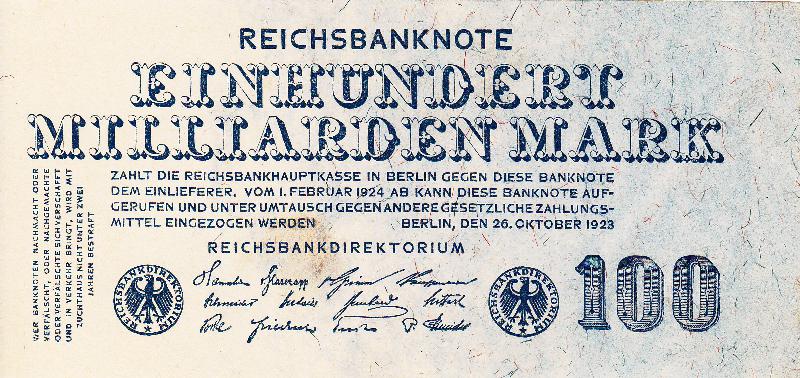 REICHSBANKNOTE
EINHUNDERT
MILLIARDEN MARK
ZAHLT DIE REICHSBANKHAUPTKASSE IN BERLIN GEGEN DIESE BANKNOTE
DEM EINLIEFERER. VOM 1. FEBRUAR 1924 AB KANN DIESE BANKNOTE AUF-
GERUFEN UND UNTER UMTAUSCH GEGEN ANDERE GESETZLICHE ZAHLUNGS-
MITTEL EINGEZOGEN WERDEN BERLIN, DEN 26. OKTOBER 1923
REICHSBANKDIREKTORIUM
WER BANKNOTEN NACHMACHT ODER
VERFÄLSCHT, ODER NACHGEMACHTE
ODER VERFÄLSCHTE SICH VERSCHAFFT
UND IN VERKEHR BRINGT, WIRD MIT
ZUCHTHAUS NICHT UNTER ZWEI
JAHREN BESTRAFT
REICHSBANKDIREKTORIUM
REICHSBANKDIREKTORIUM
100